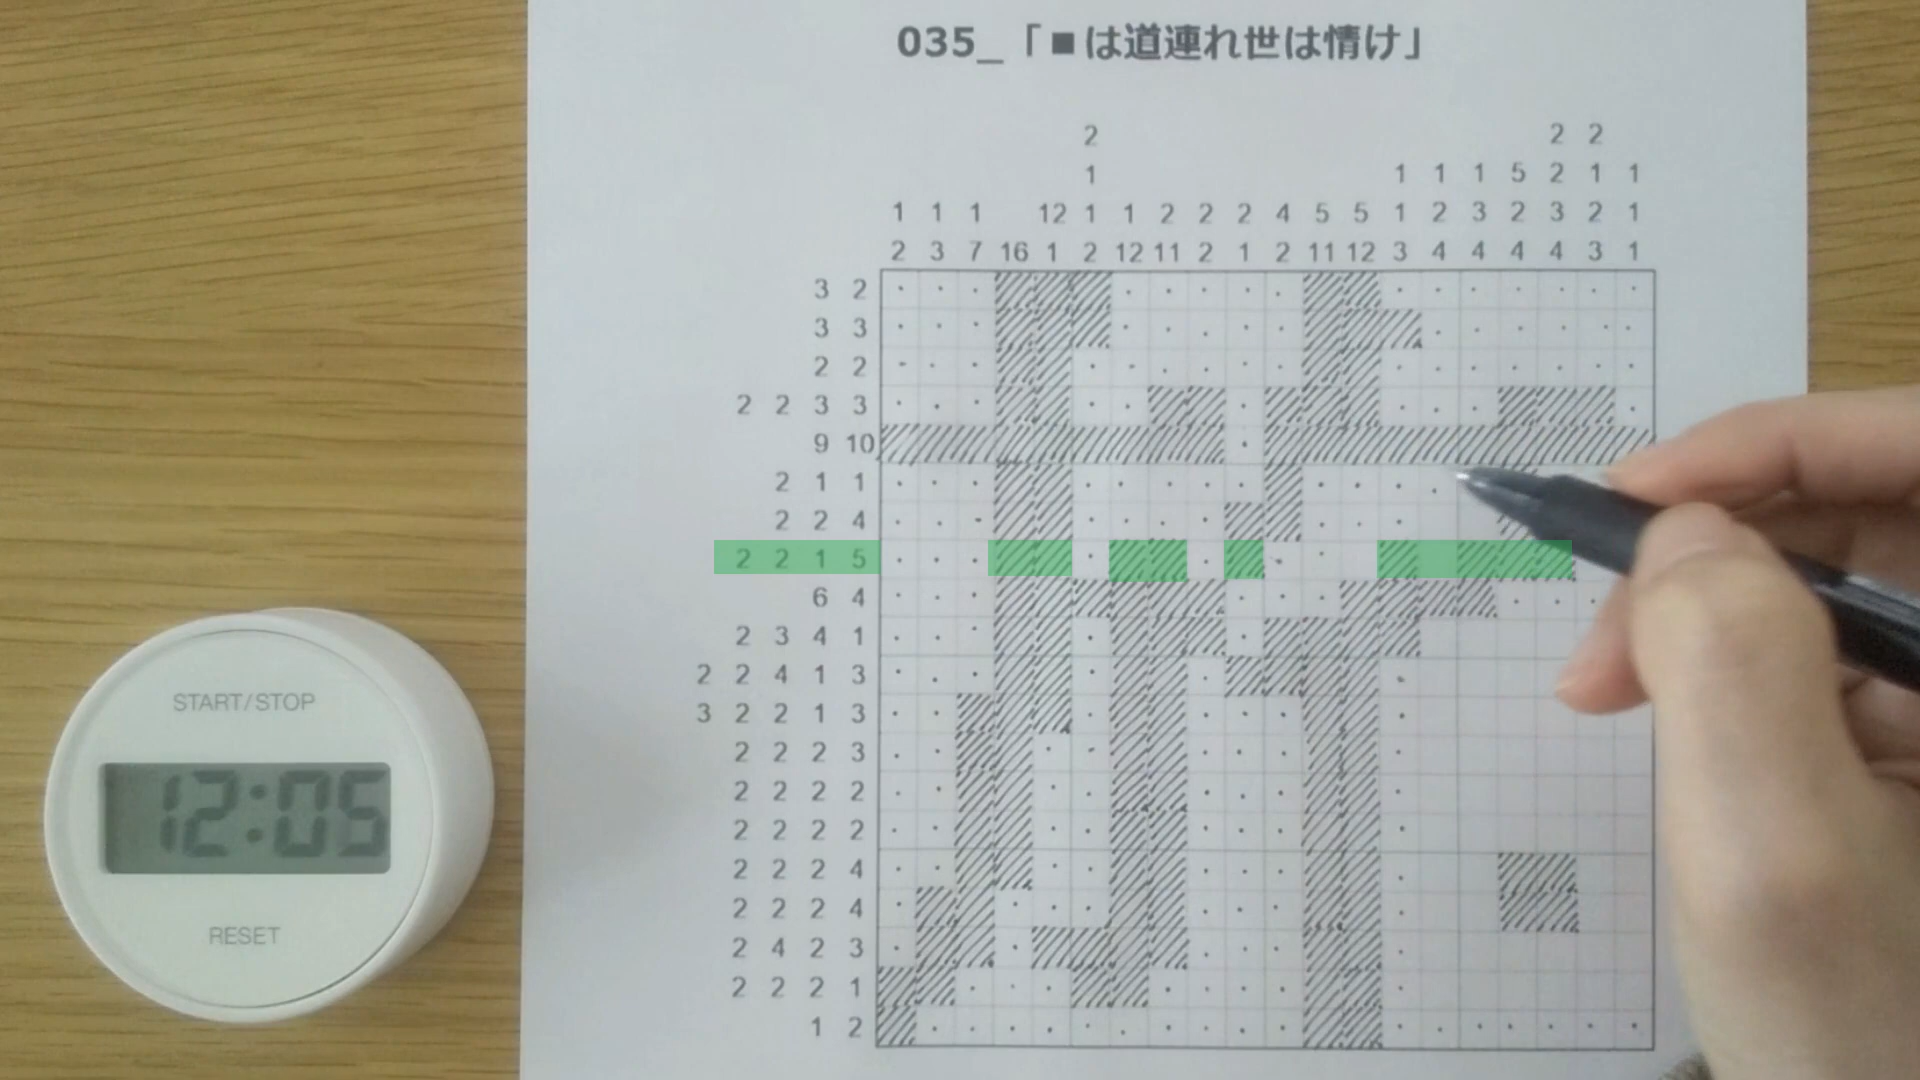 035_「■は道連れ世は情け」
2
2 2
1
1 1 1 5 2 1 1
1 1 1 12 1 1 2 2 2 4 5 5 1 2 3 2 3 2 1
2 3 7 16 1 2 12 11 2 1 2 11 12 3 4 4 4 4 3 1
3 2
3 3
2 2
2 2 3 3
9 10
2 1 1
2 2 4
2 2 1 5
6 4
2 3 4 1
2 2 4 1 3
3 2 2 1 3
2 2 2 3
2 2 2 2
2 2 2 2
2 2 2 4
2 2 2 4
2 4 2 3
2 2 2 1
1 2
START/STOP
12:05
RESET